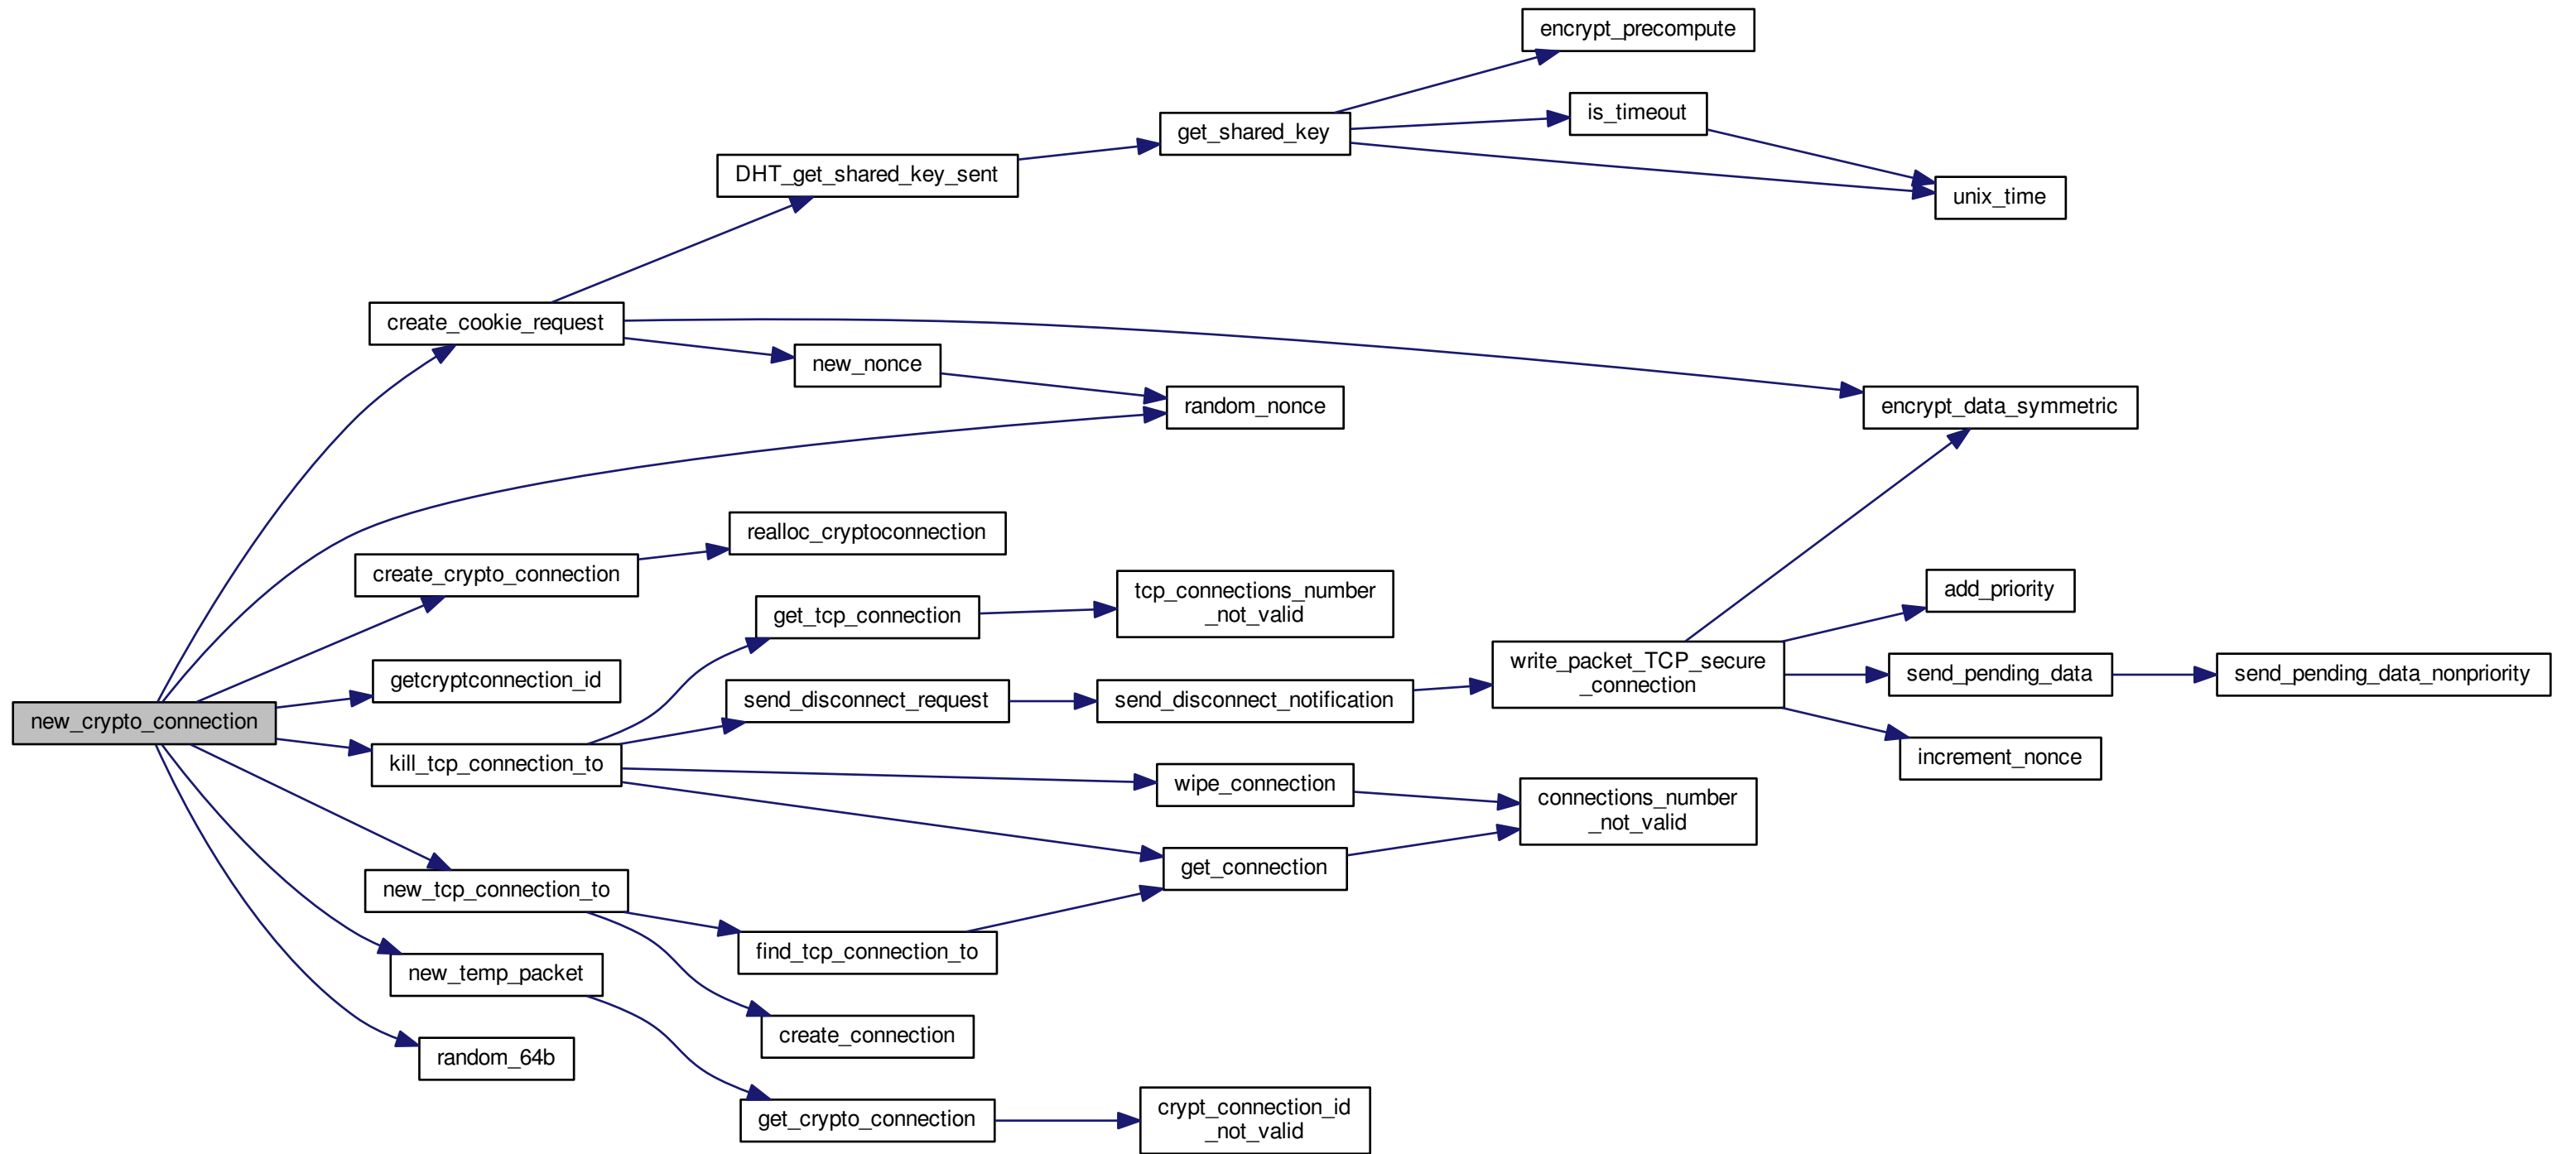 encrypt_precompute
is_timeout
get_shared_key
DHT_get_shared_key_sent
unix_time
create_cookie_request
new_nonce
random_nonce
encrypt_data_symmetric
realloc_cryptoconnection
create_crypto_connection
tcp_connections_number
_not_valid
get_tcp_connection
add_priority
getcryptconnection_id
send_disconnect_request
send_disconnect_notification
write_packet_TCP_secure
_connection
send_pending_data
send_pending_data_nonpriority
new_crypto_connection
kill_tcp_connection_to
increment_nonce
wipe_connection
connections_number
_not_valid
get_connection
new_tcp_connection_to
find_tcp_connection_to
new_temp_packet
create_connection
random_64b
get_crypto_connection
crypt_connection_id
_not_valid